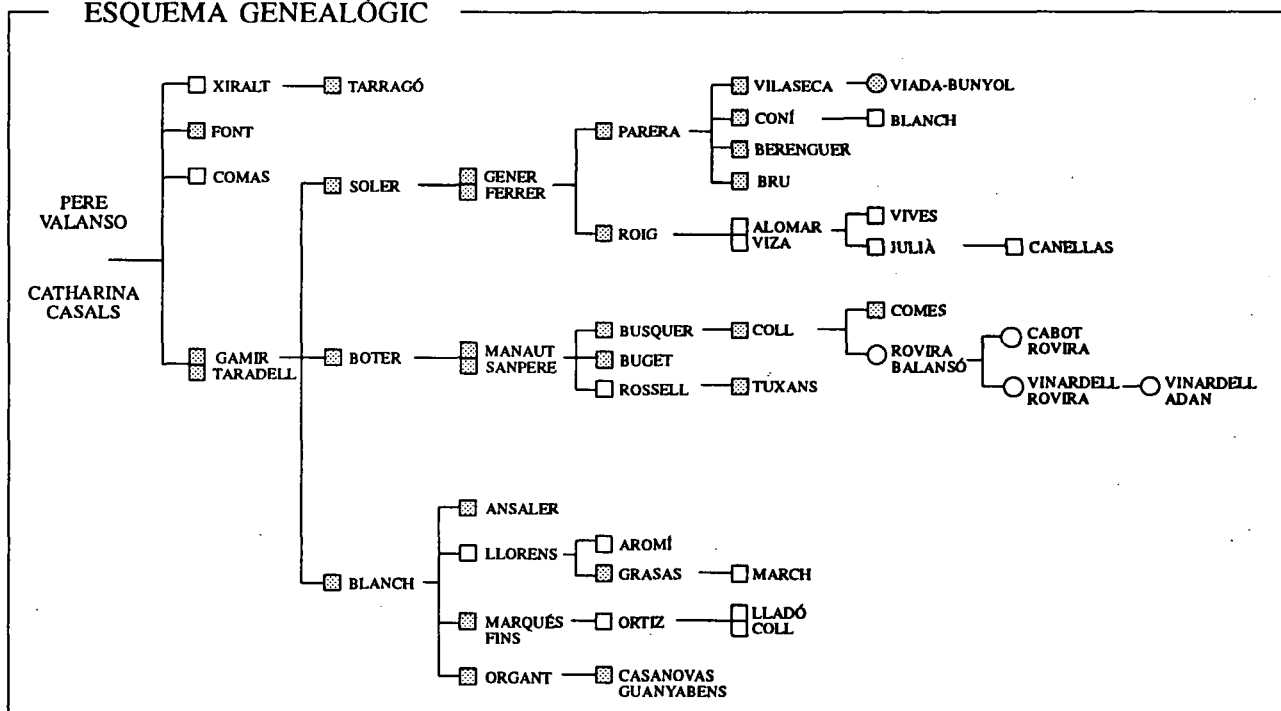 ESQUEMA GENEALÒGIC
PERE
VALANSO
CATHARINA
CASALS
XIRALT
TARRAGÓ
FONT
COMAS
GAMIR
TARADELL
SOLER
GENER
FERRER
PARERA
VILASECA
VIADA-BUNYOL
CONÍ
BLANCH
BERENGUER
BRU
ROIG
ALOMAR
VIZA
VIVES
JULIÀ
CANELLAS
BOTER
MANAUT
SANPERE
BUSQUER
COLL
COMES
ROVIRA
BALANSÓ
CABOT
ROVIRA
VINARDELL
ROVIRA
VINARDELL
ADAN
BUGET
ROSSELL
TUXANS
BLANCH
ANSALER
LLORENS
AROMÍ
GRASAS
MARCH
MARQUÉS
FINS
ORTIZ
LLADÓ
COLL
ORGANT
CASANOVAS
GUANYABENS